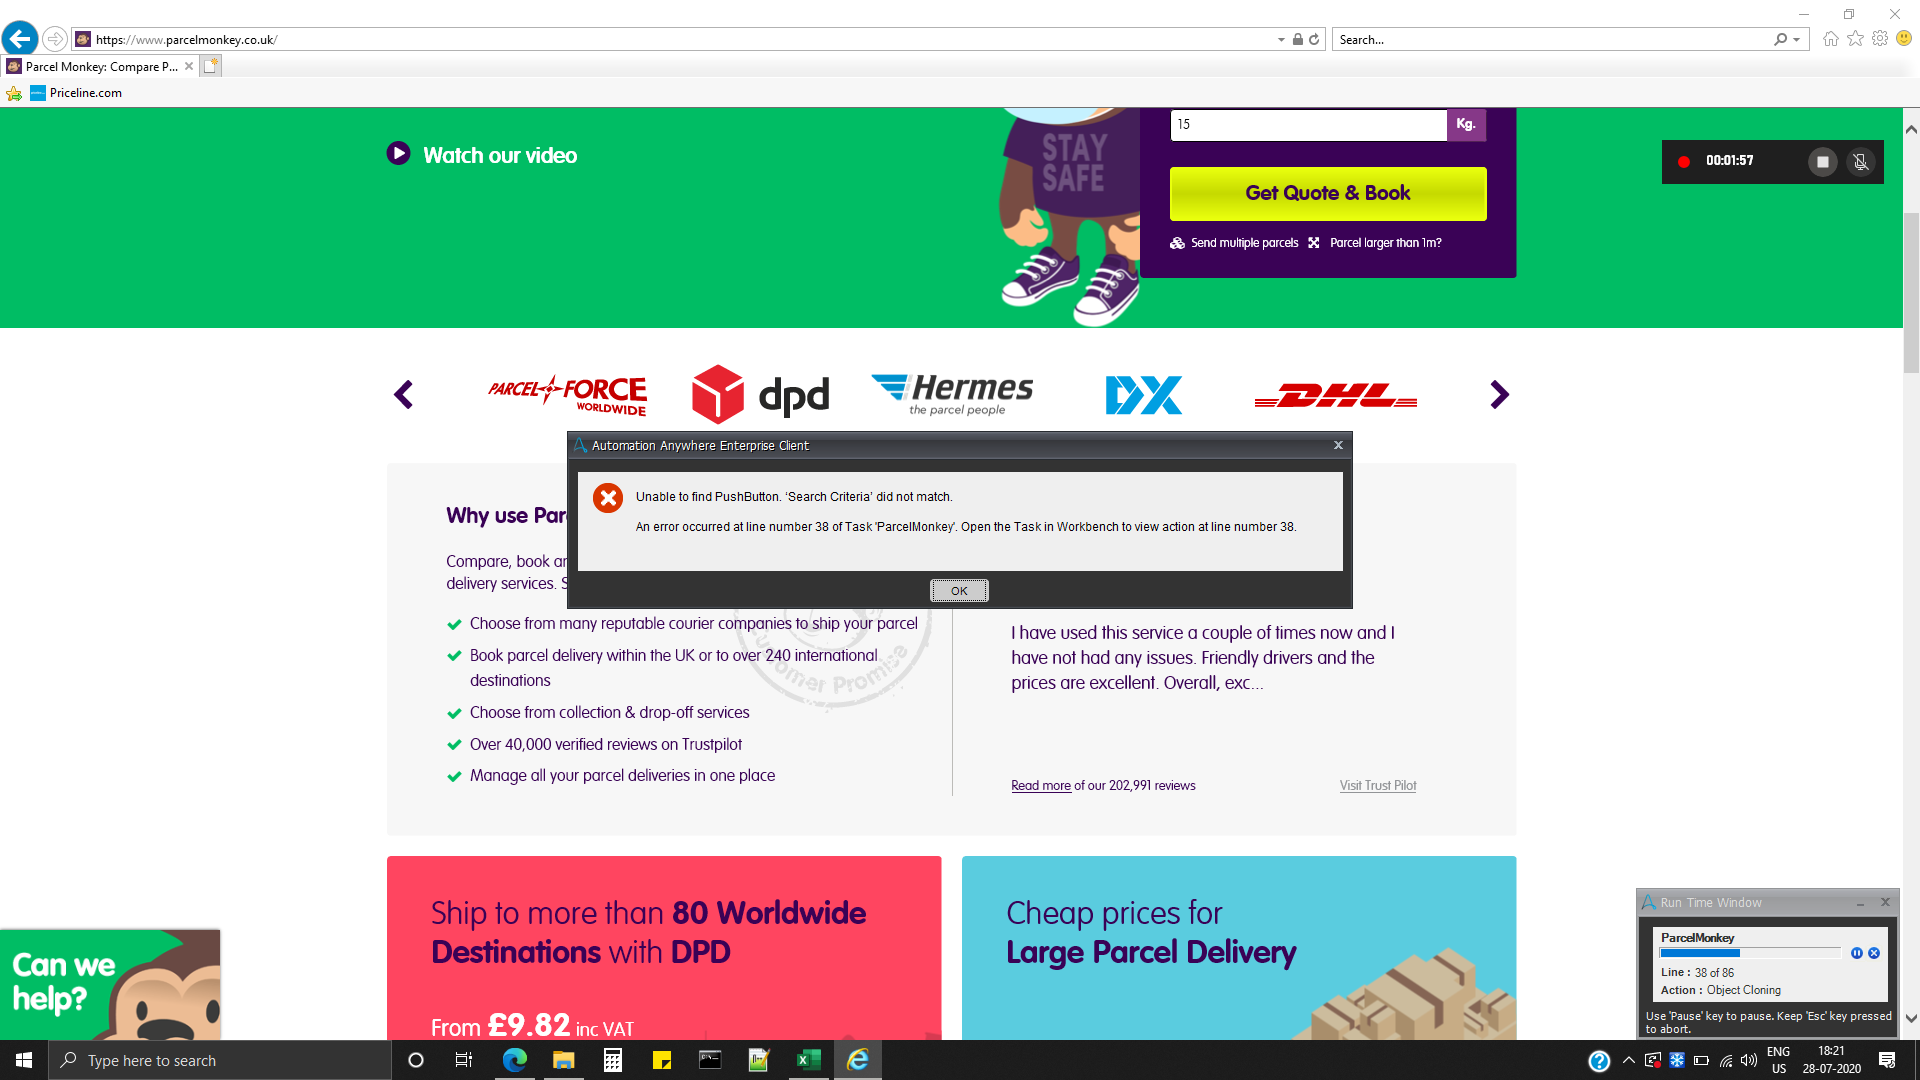 https://www.parcelmonkey.co.uk/
Search...
Parcel Monkey: Compare P...
Priceline.com
STAY
SAFE
15
Kg.
Watch our video
00:01:57
Get Quote & Book
Send multiple parcels
Parcel larger than 1m?
PARCEL FORCE
WORLDWIDE
dpd
Hermes
the parcel people
DX
DHL
Automation Anywhere Enterprise Client
x
Unable to find PushButton. ‘Search Criteria’ did not match.
An error occurred at line number 38 of Task 'ParcelMonkey'. Open the Task in Workbench to view action at line number 38.
OK
Why use Par
Compare, book an
delivery services. S
Choose from many reputable courier companies to ship your parcel
Book parcel delivery within the UK or to over 240 international
destinations
Choose from collection & drop-off services
Over 40,000 verified reviews on Trustpilot
Manage all your parcel deliveries in one place
Customer Promise
I have used this service a couple of times now and I
have not had any issues. Friendly drivers and the
prices are excellent. Overall, exc...
Read more of our 202,991 reviews
Visit Trust Pilot
Ship to more than 80 Worldwide
Destinations with DPD
From £9.82 inc VAT
Cheap prices for
Large Parcel Delivery
Can we
help?
Run Time Window
ParcelMonkey
Line : 38 of 86
Action : Object Cloning
Use 'Pause' key to pause. Keep 'Esc' key pressed
to abort.
Type here to search
ENG
US
18:21
28-07-2020